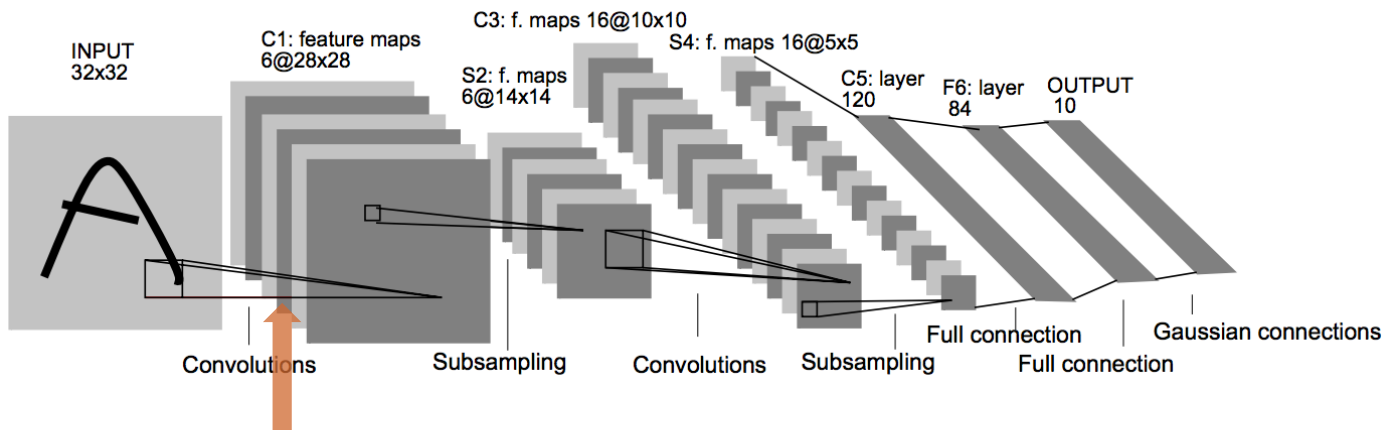 INPUT
32x32
C1: feature maps
6@28x28
S2: f. maps
6@14x14
C3: f. maps 16@10x10
S4: f. maps 16@5x5
C5: layer
120
F6: layer
84
OUTPUT
10
A
Convolutions
Subsampling
Convolutions
Subsampling
Full connection
Full connection
Gaussian connections